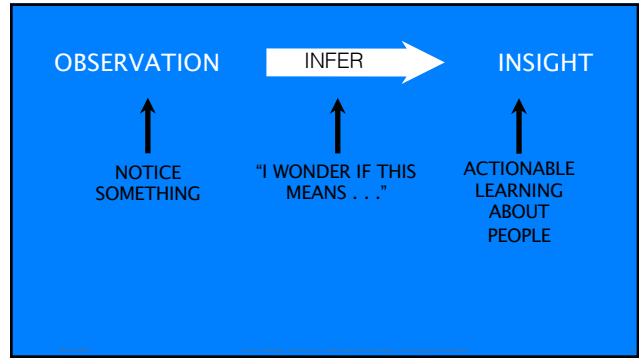 OBSERVATION INFER INSIGHT
NOTICE
SOMETHING
“I WONDER IF THIS
MEANS . . .”
ACTIONABLE
LEARNING
ABOUT
PEOPLE